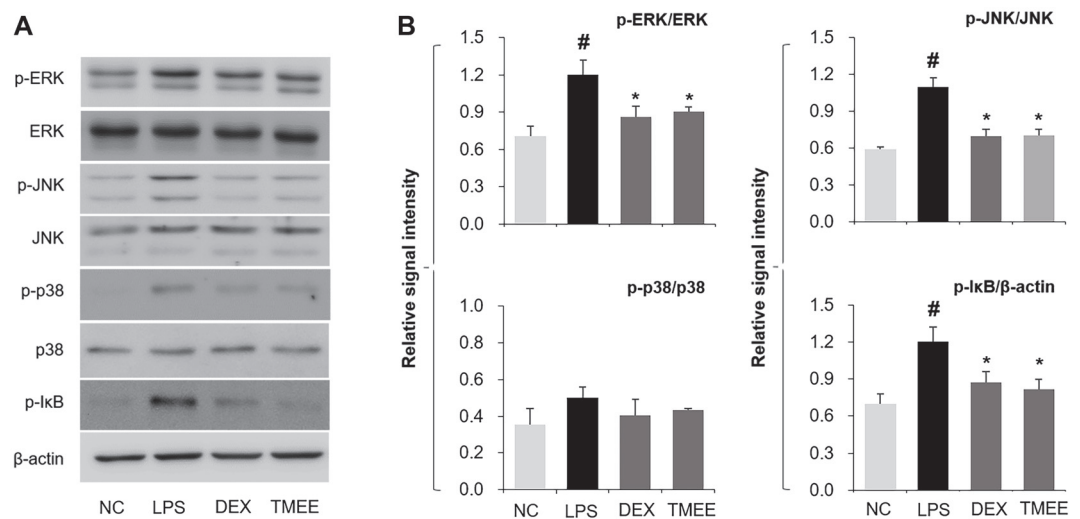 A
p-ERK
ERK
p-JNK
JNK
p-p38
p38
p-IκB
β-actin
NC LPS DEX TMEE
B
Relative signal intensity
p-ERK/ERK
1.5
1.2
0.9
0.6
0.3
0.0
#
*
*
p-p38/p38
1.0
0.8
0.6
0.4
0.2
0.0
NC LPS DEX TMEE
Relative signal intensity
p-JNK/JNK
1.5
1.2
0.9
0.6
0.3
0.0
#
*
*
p-IκB/β-actin
1.5
1.2
0.9
0.6
0.3
0.0
#
*
*
NC LPS DEX TMEE